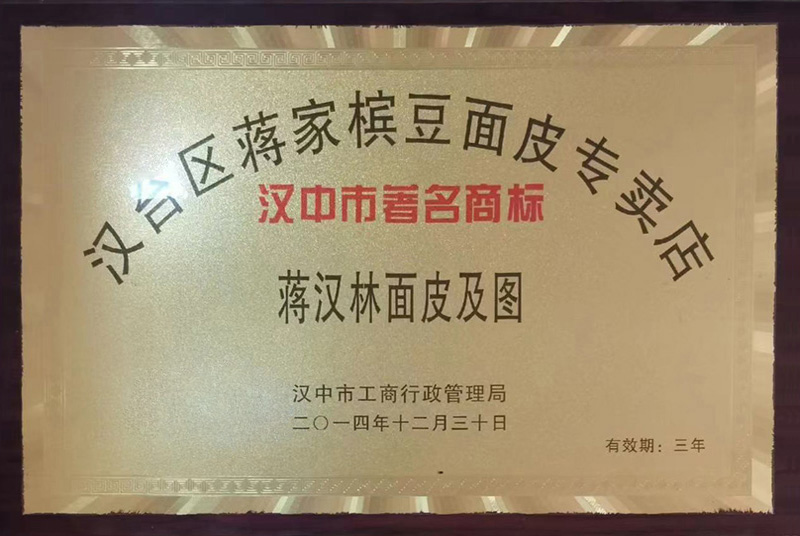 汉台区蒋家槟豆面皮专卖店
汉中市著名商标
蒋汉林面皮及图
汉中市工商行政管理局
二〇一四年十二月三十日
有效期：三年